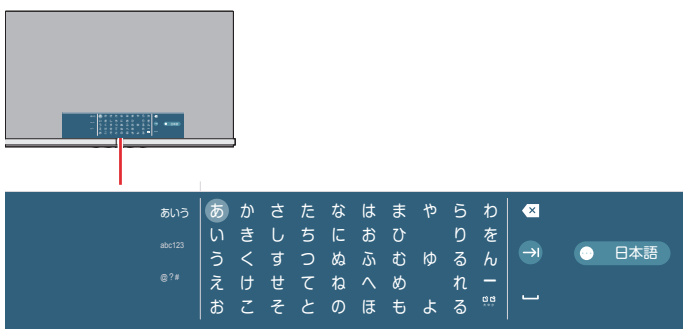 あいう
abc123
@?#
あ か さ た な は ま や ら わ
い き し ち に お ひ り を
う く す つ ぬ ふ む ゆ る ん
え け せ て ね へ め れ ー
お こ そ と の ほ も よ る
日本語